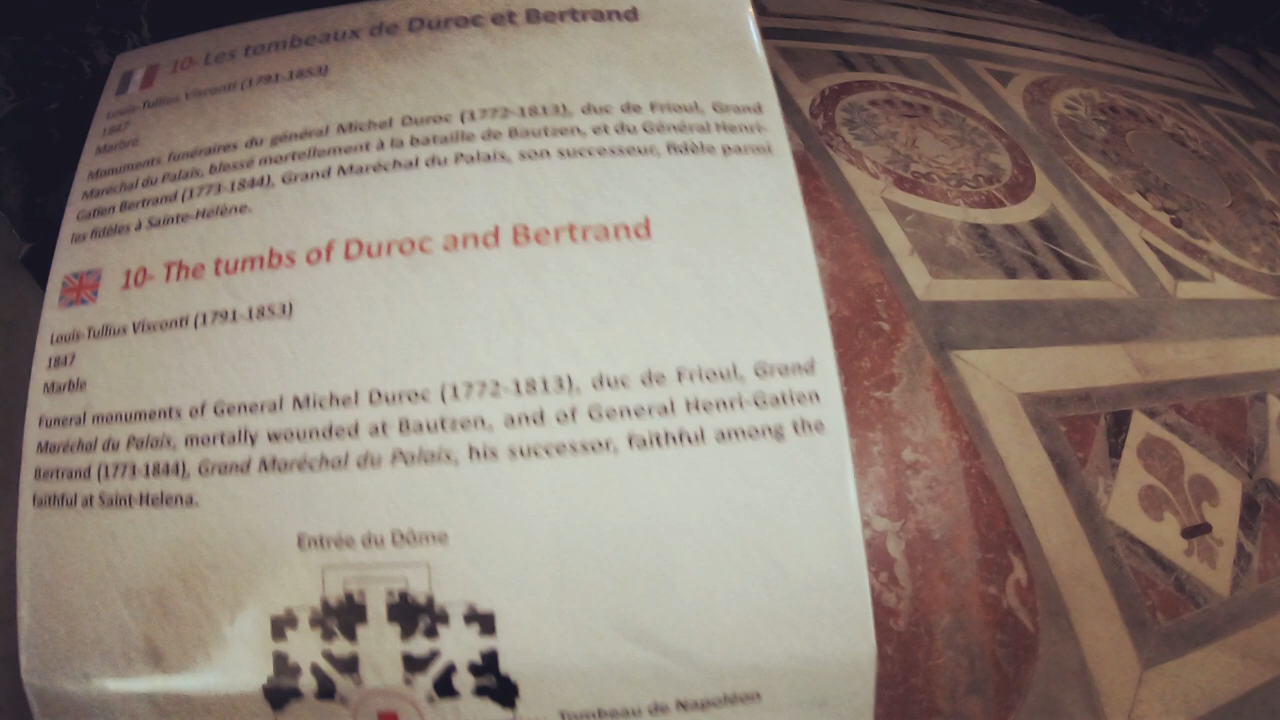 10- Les tombeaux de Duroc et Bertrand
Louis-Tullius Visconti (1791-1853)
1847
Marbre
Monuments funéraires du général Michel Duroc (1772-1813), duc de Frioul, Grand
Maréchal du Palais, blessé mortellement à la bataille de Bautzen, et du Général Henri-
Gatien Bertrand (1773-1844), Grand Maréchal du Palais, son successeur, fidèle parmi
les fidèles à Sainte-Hélène.
10- The tumbs of Duroc and Bertrand
Louis-Tullius Visconti (1791-1853)
1847
Marble
Funeral monuments of General Michel Duroc (1772-1813), duc de Frioul, Grand
Maréchal du Palais, mortally wounded at Bautzen, and of General Henri-Gatien
Bertrand (1773-1844), Grand Maréchal du Palais, his successor, faithful among the
faithful at Saint-Helena.
Entrée du Dôme
Tombeau de Napoléon